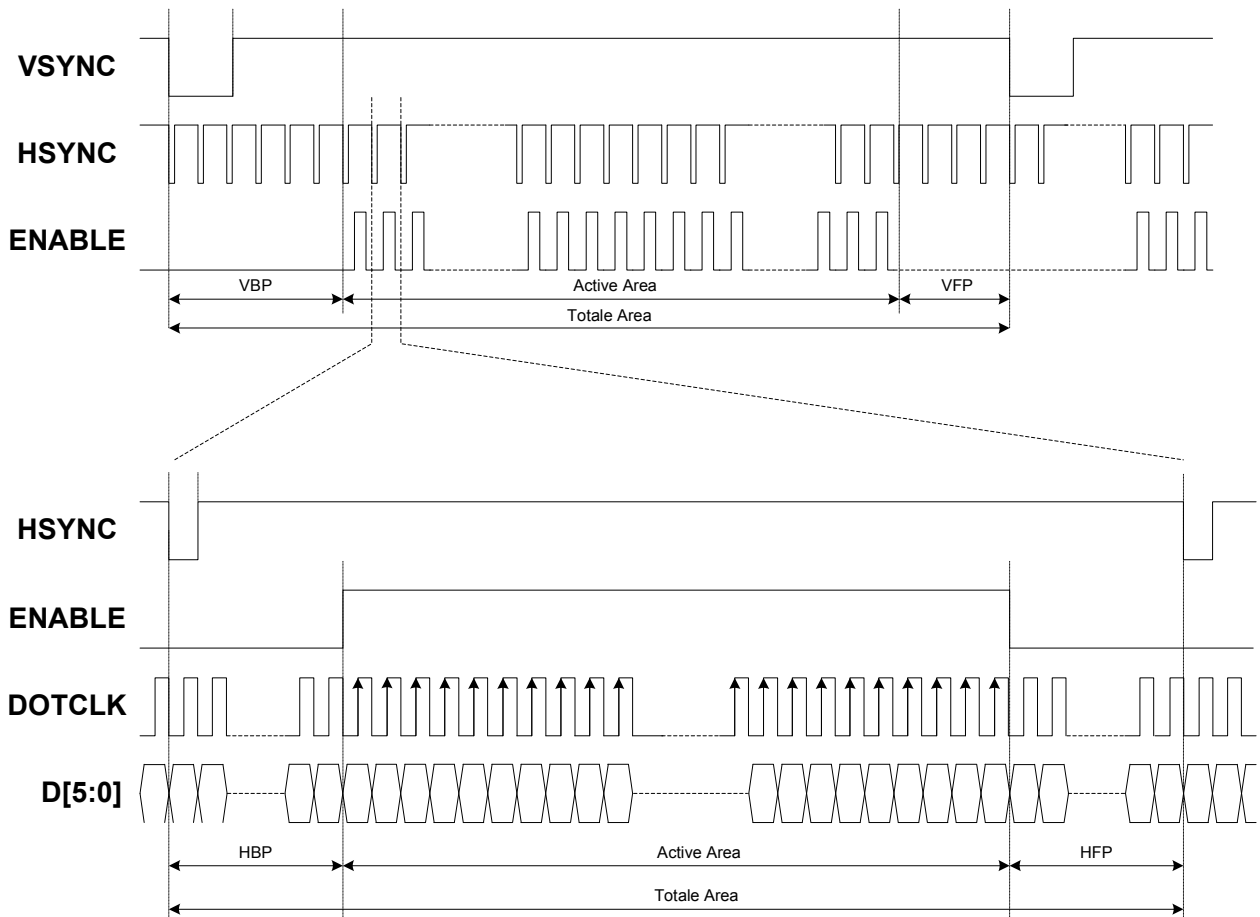 VSYNC
HSYNC
ENABLE
VBP Active Area VFP
Totale Area
HSYNC
ENABLE
DOTCLK
D[5:0]
HBP Active Area HFP
Totale Area